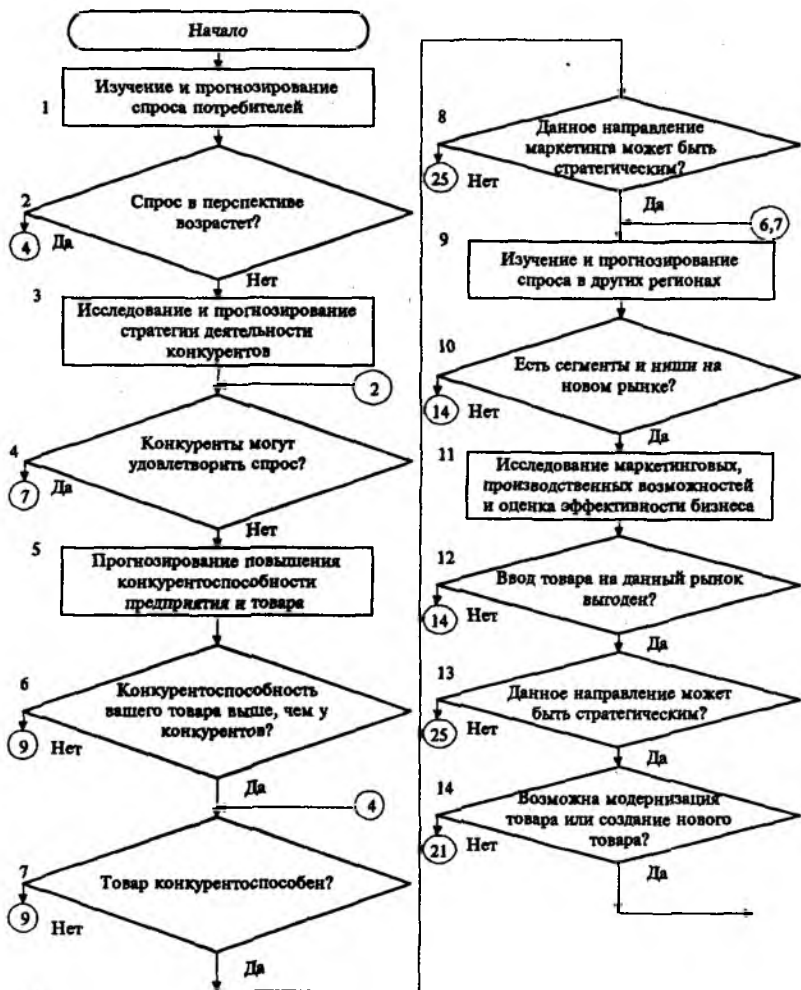 Начало
1
Изучение и прогнозирование
спроса потребителей
2
Спрос в перспективе
возрастет?
4
Да
Нет
3
Исследование и прогнозирование
стратегии деятельности
конкурентов
2
4
Конкуренты могут
удовлетворить спрос?
7
Да
Нет
5
Прогнозирование повышения
конкурентоспособности
предприятия и товара
6
Конкурентоспособность
вашего товара выше, чем у
конкурентов?
9
Нет
Да
4
7
Товар конкурентоспособен?
9
Нет
Да
8
Данное направление
маркетинга может быть
стратегическим?
25
Нет
Да
6,7
9
Изучение и прогнозирование
спроса в других регионах
10
Есть сегменты и ниши на
новом рынке?
14
Нет
Да
11
Исследование маркетинговых,
производственных возможностей
и оценка эффективности бизнеса
12
Ввод товара на данный рынок
выгоден?
14
Нет
Да
13
Данное направление может
быть стратегическим?
25
Нет
Да
14
Возможна модернизация
товара или создание нового
товара?
21
Нет
Да